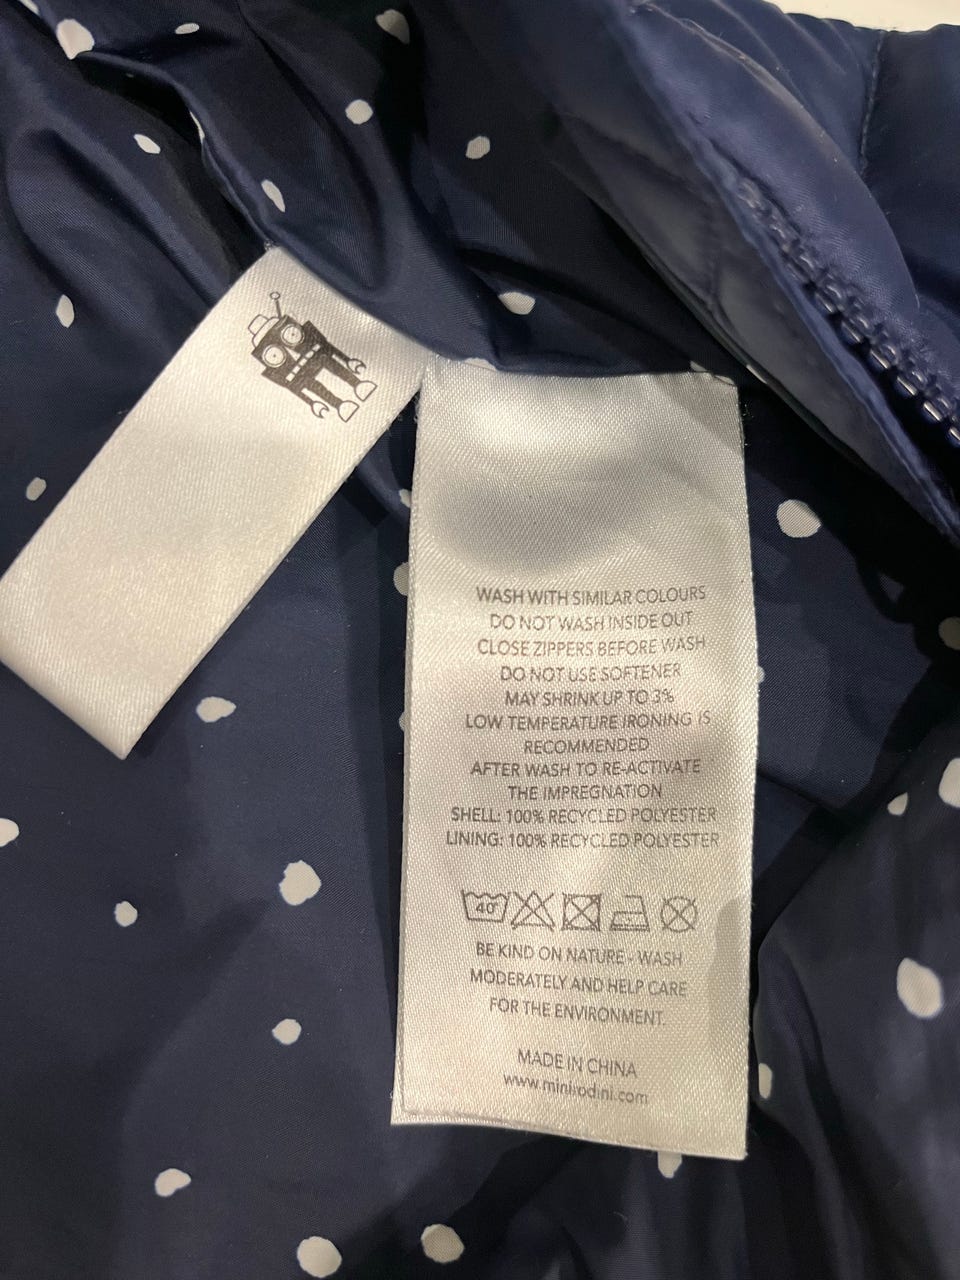 WASH WITH SIMILAR COLOURS
DO NOT WASH INSIDE OUT
CLOSE ZIPPERS BEFORE WASH
DO NOT USE SOFTENER
MAY SHRINK UP TO 3%
LOW TEMPERATURE IRONING IS
RECOMMENDED
AFTER WASH TO RE-ACTIVATE
THE IMPREGNATION
SHELL: 100% RECYCLED POLYESTER
LINING: 100% RECYCLED POLYESTER
40°
BE KIND ON NATURE - WASH
MODERATELY AND HELP CARE
FOR THE ENVIRONMENT.
MADE IN CHINA
www.minirodini.com